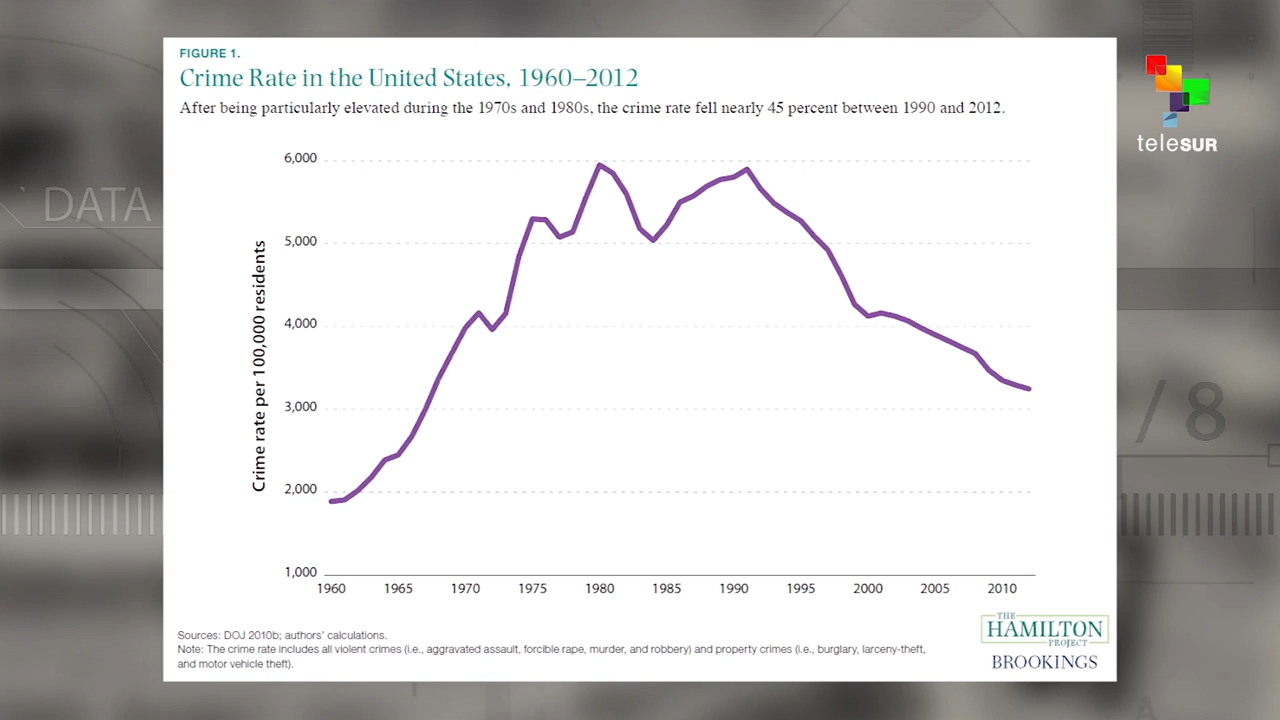 FIGURE 1.
Crime Rate in the United States, 1960–2012
After being particularly elevated during the 1970s and 1980s, the crime rate fell nearly 45 percent between 1990 and 2012.
teleSUR
DATA
6,000
5,000
4,000
3,000
2,000
1,000
Crime rate per 100,000 residents
/ 8
1960 1965 1970 1975 1980 1985 1990 1995 2000 2005 2010
Sources: DOJ 2010b; authors' calculations.
Note: The crime rate includes all violent crimes (i.e., aggravated assault, forcible rape, murder, and robbery) and property crimes (i.e., burglary, larceny-theft,
and motor vehicle theft).
THE
HAMILTON
PROJECT
BROOKINGS